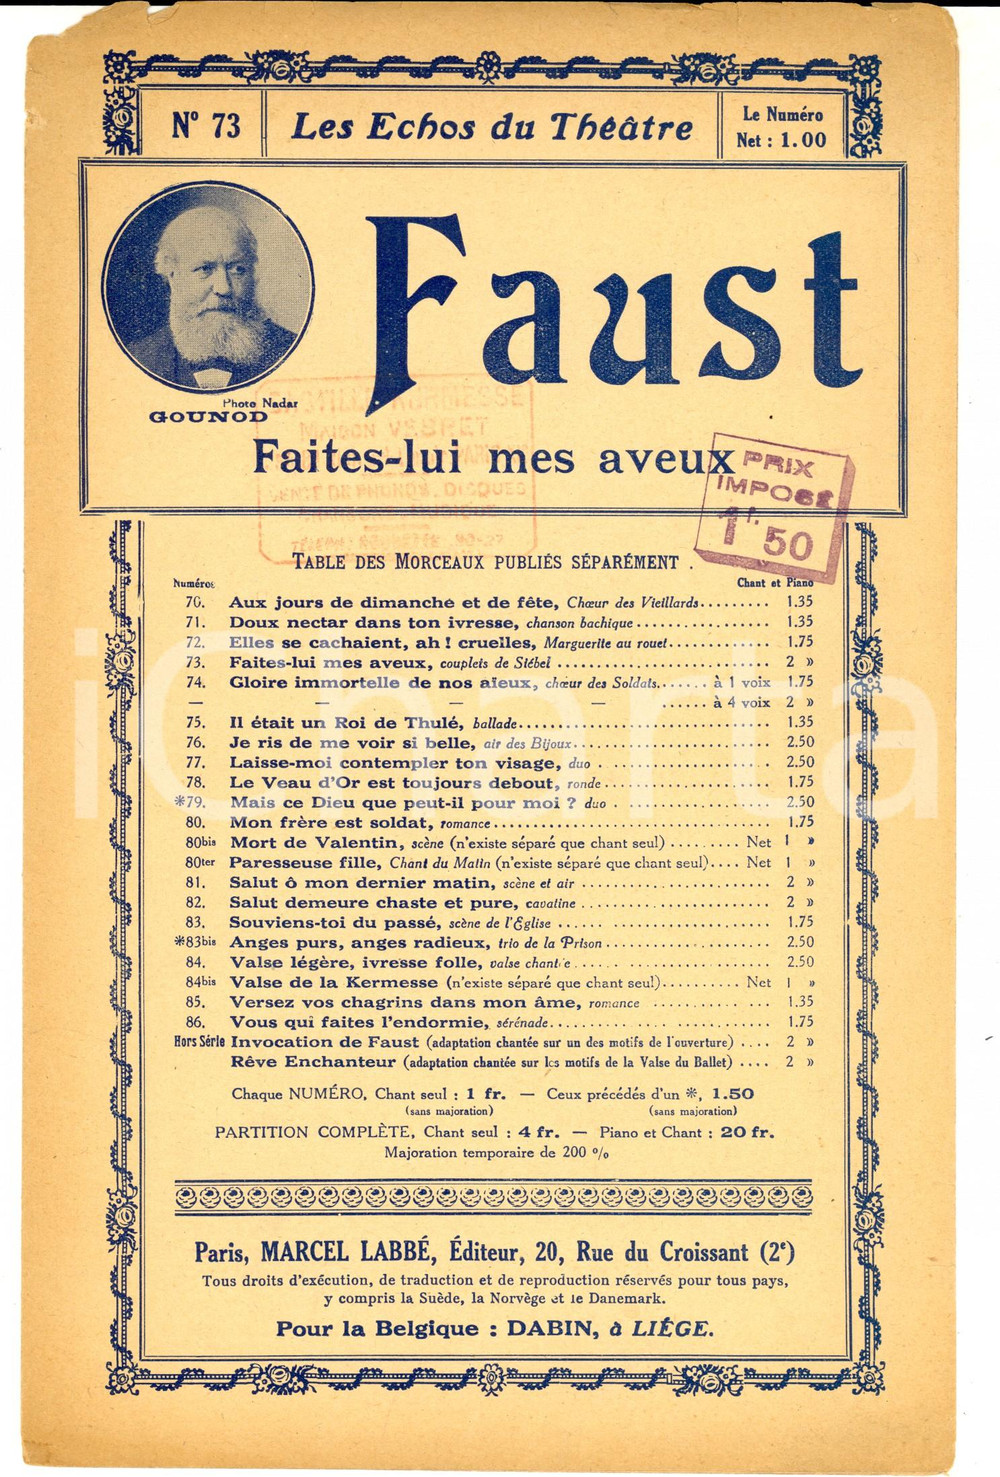 N° 73
Les Echos du Théâtre
Le Numéro
Net : 1.00
Faust
Photo Nadar
GOUNOD
Faites-lui mes aveux
PRIX
IMPOSÉ
1f. 50
MAISON
DISQUES
TABLE DES MORCEAUX PUBLIÉS SÉPARÉMENT .
Numéros Chant et Piano
70. Aux jours de dimanche et de fête, Chœur des Vieillards......... 1.35
71. Doux nectar dans ton ivresse, chanson bachique................. 1.35
72. Elles se cachaient, ah ! cruelles, Marguerite au rouet............. 1.75
73. Faites-lui mes aveux, couplets de Siébel ........................... 2 »
74. Gloire immortelle de nos aïeux, chœur des Soldats...... à 1 voix 1.75
— — — — ...... à 4 voix 2 »
75. Il était un Roi de Thulé, ballade................................ 1.35
76. Je ris de me voir si belle, air des Bijoux......................... 2.50
77. Laisse-moi contempler ton visage, duo ...................... 2.50
78. Le Veau d'Or est toujours debout, ronde..................... 1.75
*79. Mais ce Dieu que peut-il pour moi ? duo .................. 2.50
80. Mon frère est soldat, romance................................... 1.75
80bis Mort de Valentin, scène (n'existe séparé que chant seul) ......... Net 1 »
80ter Paresseuse fille, Chant du Matin (n'existe séparé que chant seul).... Net 1 »
81. Salut ô mon dernier matin, scène et air ........................ 2 »
82. Salut demeure chaste et pure, cavatine ........................ 2 »
83. Souviens-toi du passé, scène de l'Eglise ........................ 1.75
*83bis Anges purs, anges radieux, trio de la Prison ..................... 2.50
84. Valse légère, ivresse folle, valse chantée ........................ 2.50
84bis Valse de la Kermesse (n'existe séparé que chant seul).......... Net 1 »
85. Versez vos chagrins dans mon âme, romance ............... 1.35
86. Vous qui faites l'endormie, sérénade............................ 1.75
Hors Série Invocation de Faust (adaptation chantée sur un des motifs de l'ouverture) .... 2 »
Rêve Enchanteur (adaptation chantée sur les motifs de la Valse du Ballet) .... 2 »
Chaque NUMÉRO, Chant seul : 1 fr. — Ceux précédés d'un *, 1.50
(sans majoration) (sans majoration)
PARTITION COMPLÈTE, Chant seul : 4 fr. — Piano et Chant : 20 fr.
Majoration temporaire de 200 %
Paris, MARCEL LABBÉ, Éditeur, 20, Rue du Croissant (2e)
Tous droits d'exécution, de traduction et de reproduction réservés pour tous pays,
y compris la Suède, la Norvège et le Danemark.
Pour la Belgique : DABIN, à LIÉGE.